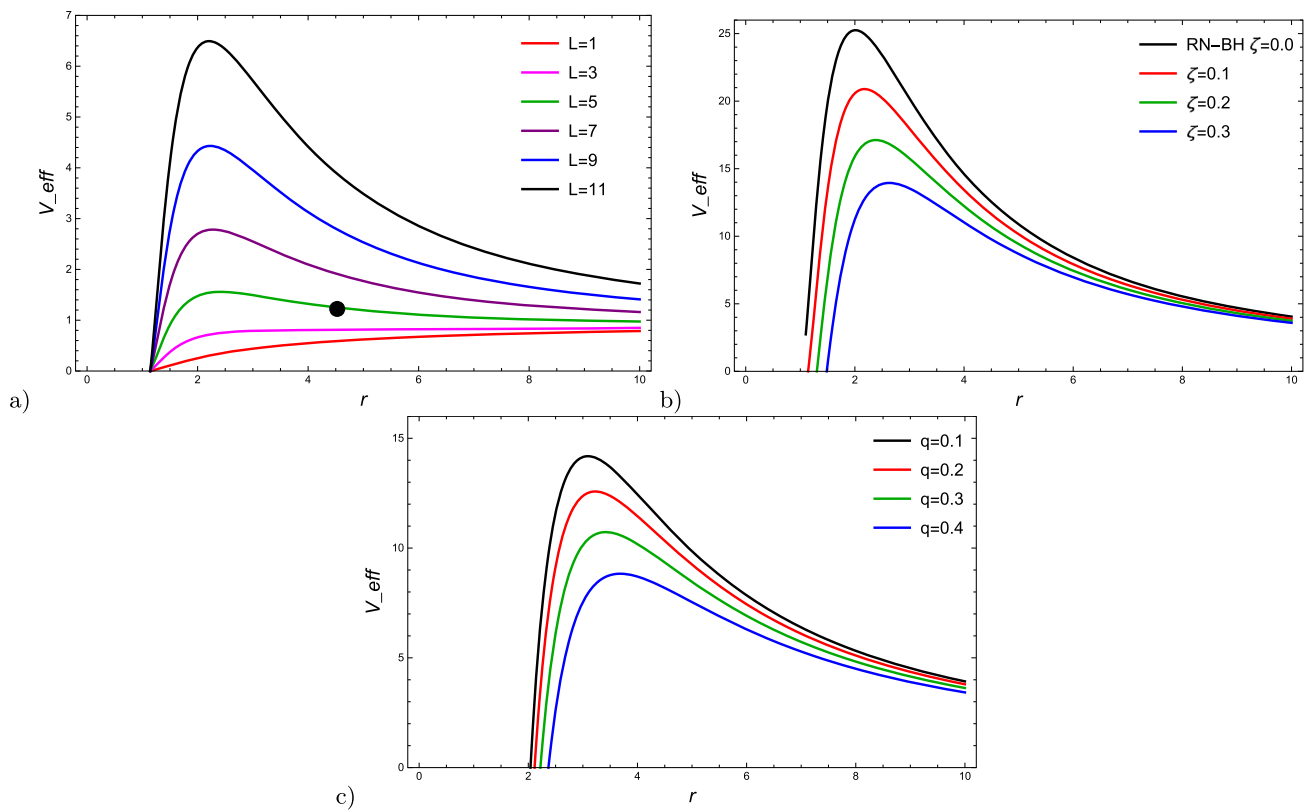 7
6
5
4
3
2
1
0
V_eff
0 2 4 6 8 10
r
L=1
L=3
L=5
L=7
L=9
L=11
a)
25
20
15
10
5
0
V_eff
0 2 4 6 8 10
r
RN-BH ζ=0.0
ζ=0.1
ζ=0.2
ζ=0.3
b)
15
10
5
0
V_eff
0 2 4 6 8 10
r
q=0.1
q=0.2
q=0.3
q=0.4
c)